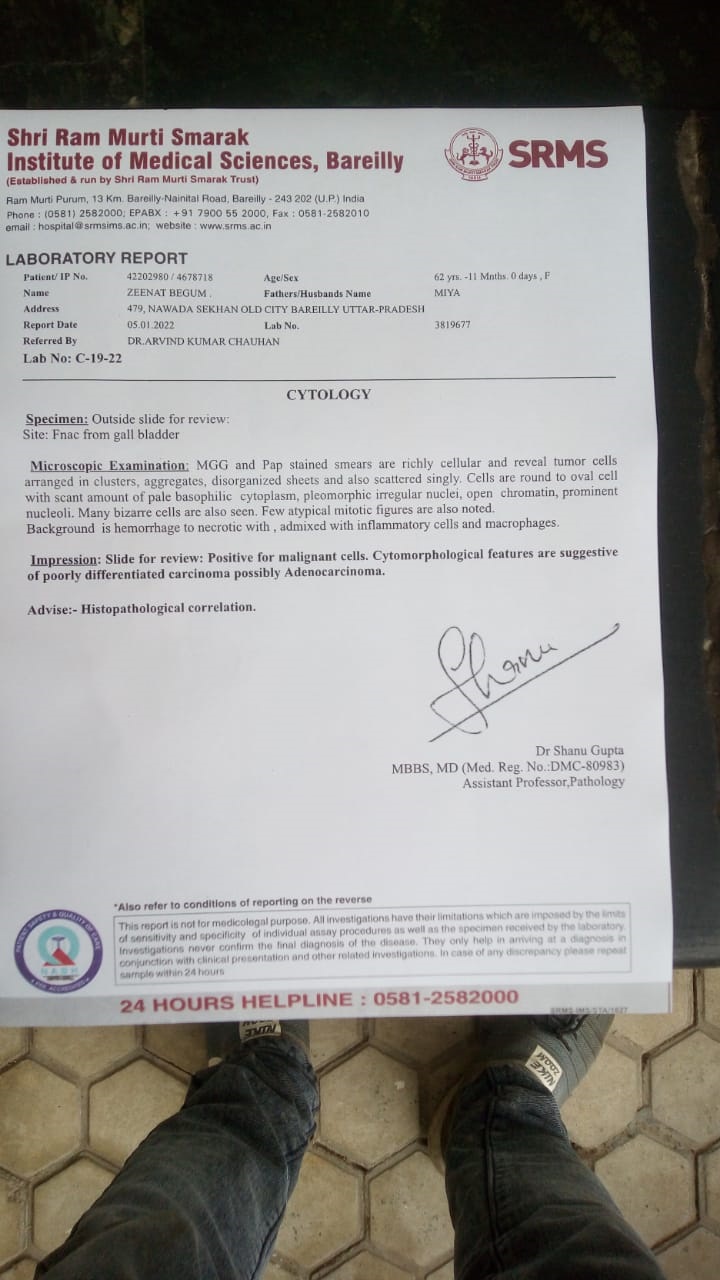 Shri Ram Murti Smarak
Institute of Medical Sciences, Bareilly
(Established & run by Shri Ram Murti Smarak Trust)
SRMS
Ram Murti Purum, 13 Km. Bareilly-Nainital Road, Bareilly - 243 202 (U.P.) India
Phone : (0581) 2582000; EPABX : +91 7900 55 2000, Fax : 0581-2582010
email : hospital@srmsims.ac.in; website : www.srms.ac.in
LABORATORY REPORT
Patient/ IP No. 42202980 / 4678718 Age/Sex 62 yrs. -11 Mnths. 0 days , F
Name ZEENAT BEGUM . Fathers/Husbands Name MIYA
Address 479, NAWADA SEKHAN OLD CITY BAREILLY UTTAR-PRADESH
Report Date 05.01.2022 Lab No. 3819677
Referred By DR.ARVIND KUMAR CHAUHAN
Lab No: C-19-22
CYTOLOGY
Specimen: Outside slide for review:
Site: Fnac from gall bladder
Microscopic Examination: MGG and Pap stained smears are richly cellular and reveal tumor cells
arranged in clusters, aggregates, disorganized sheets and also scattered singly. Cells are round to oval cell
with scant amount of pale basophilic cytoplasm, pleomorphic irregular nuclei, open chromatin, prominent
nucleoli. Many bizarre cells are also seen. Few atypical mitotic figures are also noted.
Background is hemorrhage to necrotic with , admixed with inflammatory cells and macrophages.
Impression: Slide for review: Positive for malignant cells. Cytomorphological features are suggestive
of poorly differentiated carcinoma possibly Adenocarcinoma.
Advise:- Histopathological correlation.
Shanu
Dr Shanu Gupta
MBBS, MD (Med. Reg. No.:DMC-80983)
Assistant Professor,Pathology
*Also refer to conditions of reporting on the reverse
This report is not for medicolegal purpose. All investigations have their limitations which are imposed by the limits
of sensitivity and specificity of individual assay procedures as well as the specimen received by the laboratory.
Investigations never confirm the final diagnosis of the disease. They only help in arriving at a diagnosis in
conjunction with clinical presentation and other related investigations. In case of any discrepancy please repeat
sample within 24 hours
PATIENT SAFETY & QUALITY OF CARE
NABH
PRE ACCREDITED
24 HOURS HELPLINE : 0581-2582000
SRMS-IMS/STA/1627
NIKE
NIKE
ZOOM